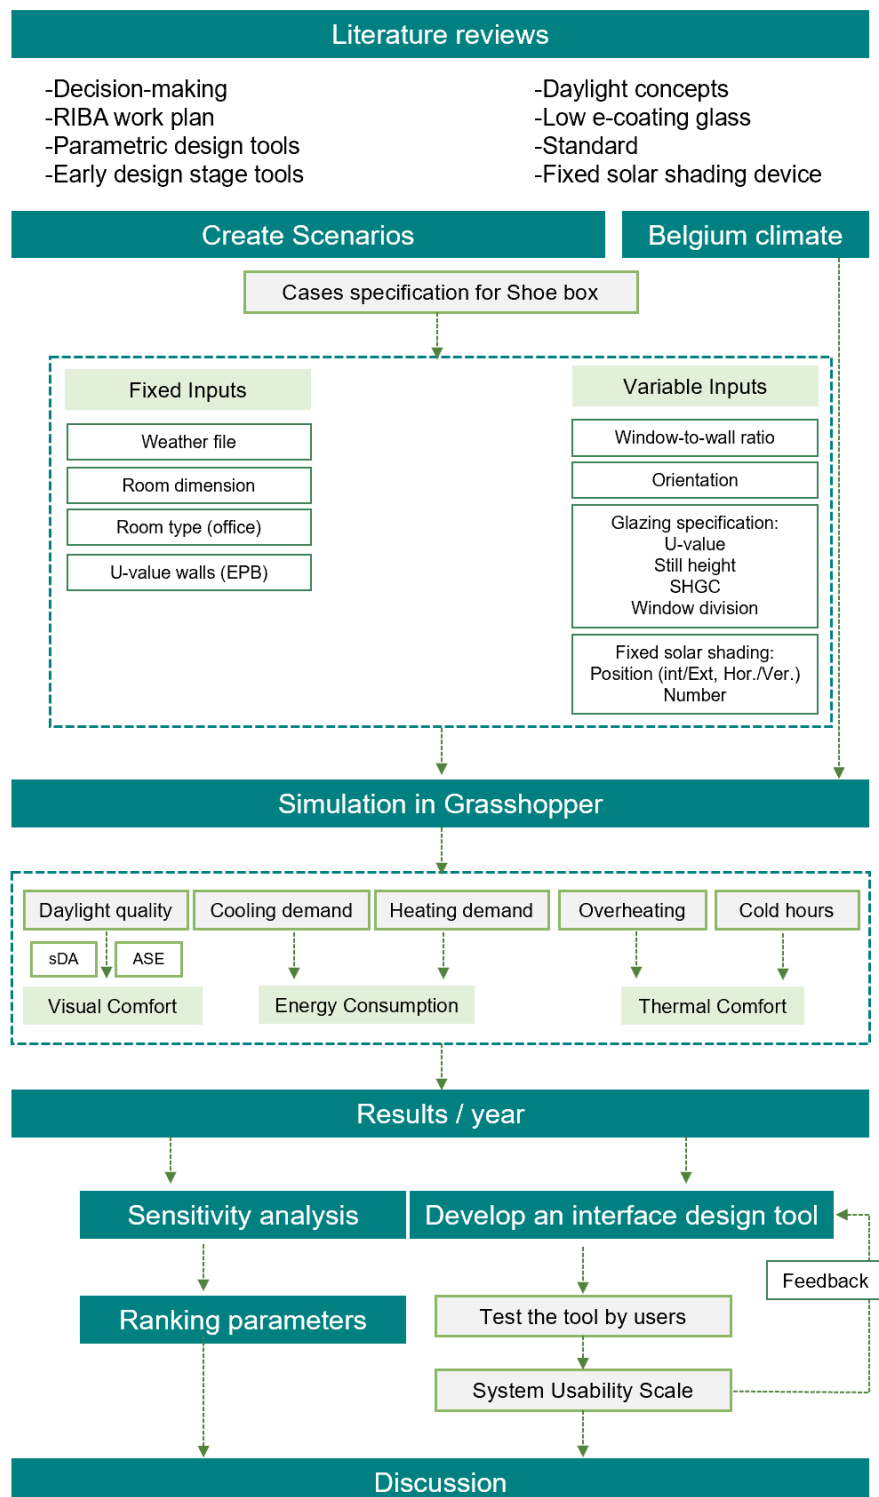 Literature reviews
-Decision-making
-RIBA work plan
-Parametric design tools
-Early design stage tools
-Daylight concepts
-Low e-coating glass
-Standard
-Fixed solar shading device
Create Scenarios
Belgium climate
Cases specification for Shoe box
Fixed Inputs
Weather file
Room dimension
Room type (office)
U-value walls (EPB)
Variable Inputs
Window-to-wall ratio
Orientation
Glazing specification:
U-value
Still height
SHGC
Window division
Fixed solar shading:
Position (int/Ext, Hor./Ver.)
Number
Simulation in Grasshopper
Daylight quality
Cooling demand
Heating demand
Overheating
Cold hours
sDA
ASE
Visual Comfort
Energy Consumption
Thermal Comfort
Results / year
Sensitivity analysis
Develop an interface design tool
Feedback
Ranking parameters
Test the tool by users
System Usability Scale
Discussion